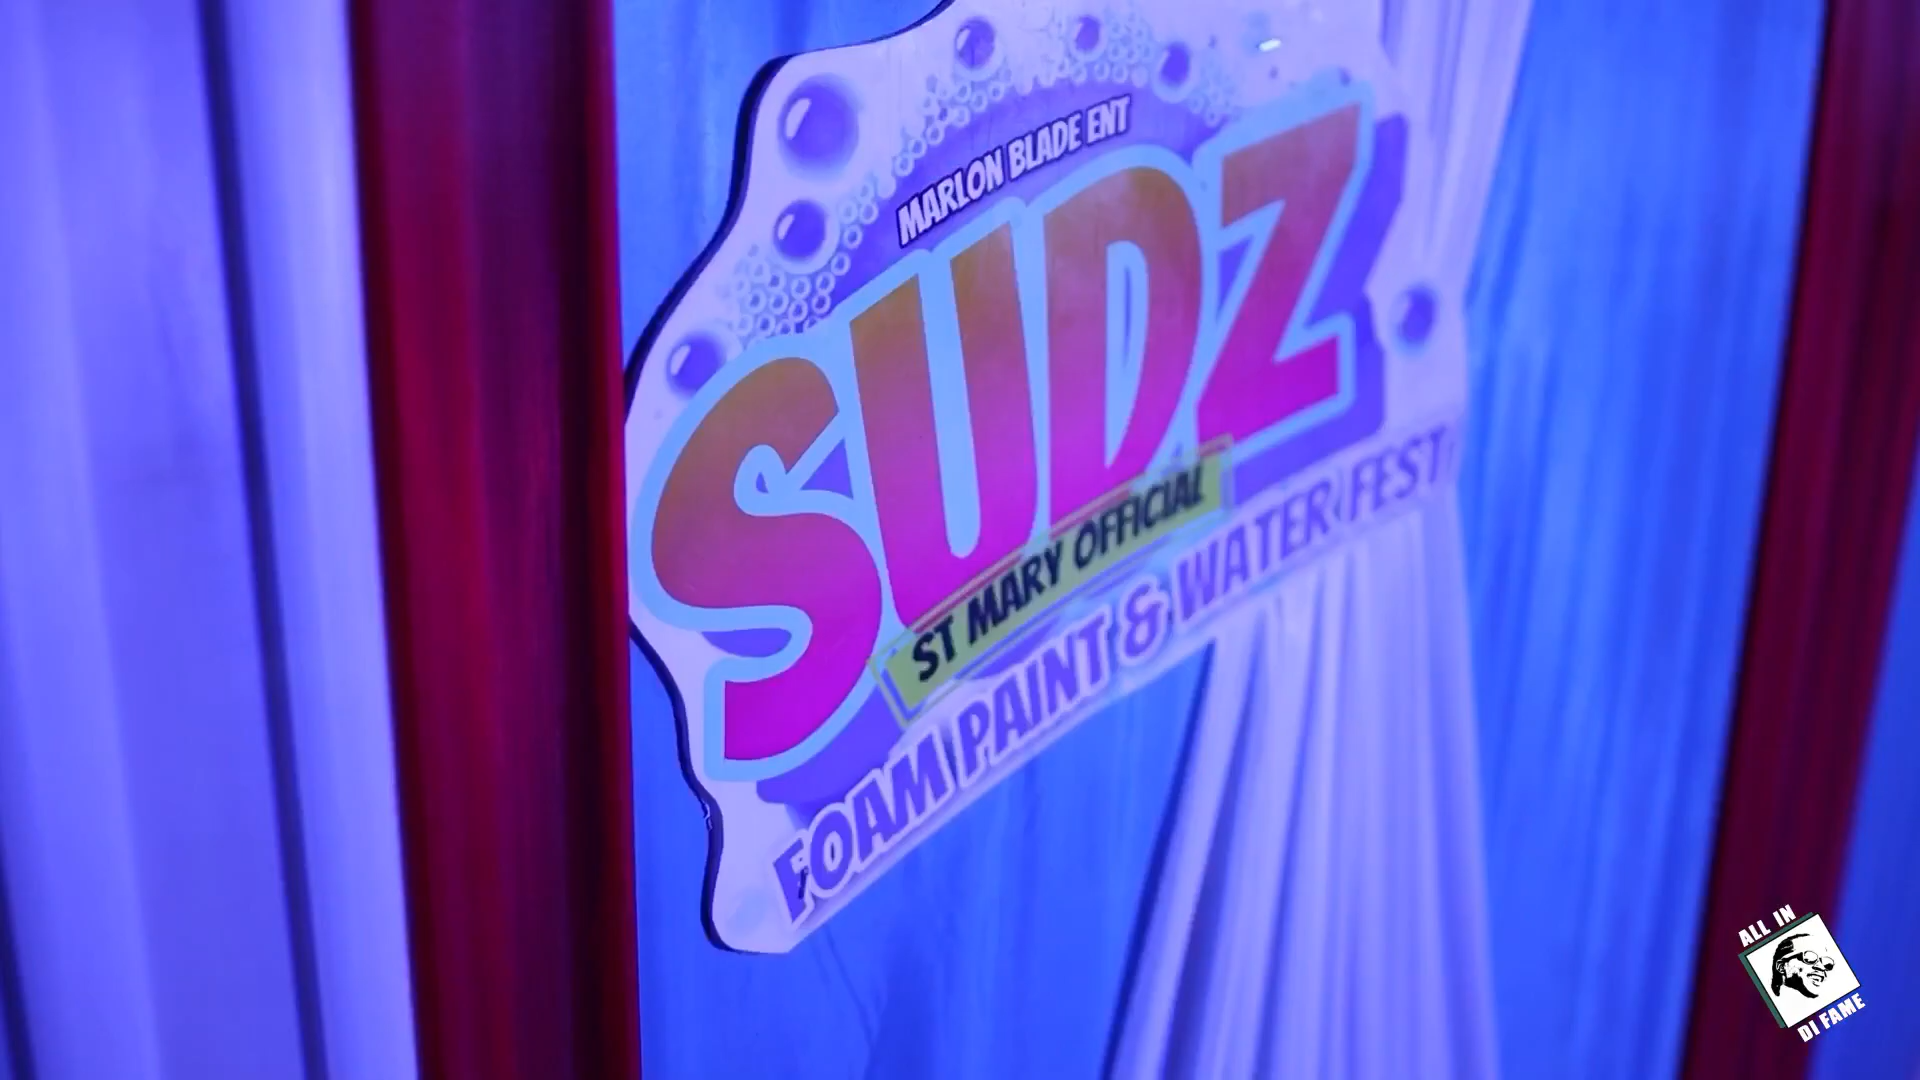 MARLON BLADE ENT
SUDZ
ST MARY OFFICIAL
FOAM PAINT & WATER FEST
ALL IN
DI FAME